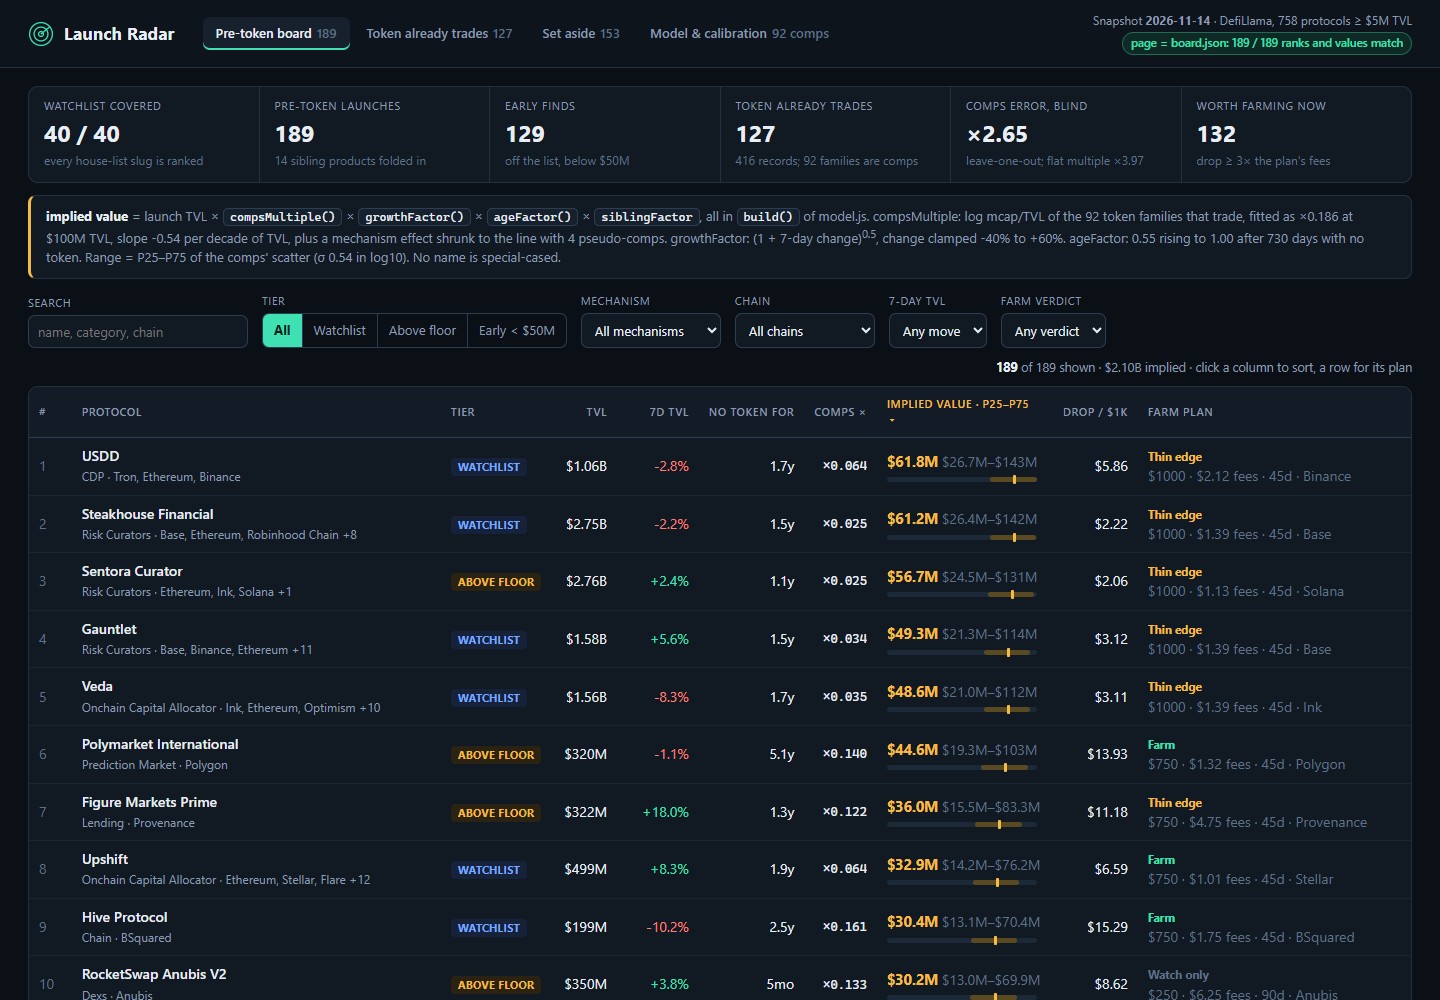 Launch Radar
Pre-token board 189
Token already trades 127
Set aside 153
Model & calibration 92 comps
Snapshot 2026-11-14 · DefiLlama, 758 protocols ≥ $5M TVL
page = board.json: 189 / 189 ranks and values match
WATCHLIST COVERED
40 / 40
every house-list slug is ranked
PRE-TOKEN LAUNCHES
189
14 sibling products folded in
EARLY FINDS
129
off the list, below $50M
TOKEN ALREADY TRADES
127
416 records; 92 families are comps
COMPS ERROR, BLIND
×2.65
leave-one-out; flat multiple ×3.97
WORTH FARMING NOW
132
drop ≥ 3× the plan's fees
implied value = launch TVL × compsMultiple() × growthFactor() × ageFactor() × siblingFactor, all in build() of model.js. compsMultiple: log mcap/TVL of the 92 token families that trade, fitted as ×0.186 at
$100M TVL, slope -0.54 per decade of TVL, plus a mechanism effect shrunk to the line with 4 pseudo-comps. growthFactor: (1 + 7-day change)0.5, change clamped -40% to +60%. ageFactor: 0.55 rising to 1.00 after 730 days with no
token. Range = P25–P75 of the comps' scatter (σ 0.54 in log10). No name is special-cased.
SEARCH
name, category, chain
TIER
All Watchlist Above floor Early < $50M
MECHANISM
All mechanisms
CHAIN
All chains
7-DAY TVL
Any move
FARM VERDICT
Any verdict
189 of 189 shown · $2.10B implied · click a column to sort, a row for its plan
# PROTOCOL TIER TVL 7D TVL NO TOKEN FOR COMPS × IMPLIED VALUE · P25–P75 DROP / $1K FARM PLAN
1 USDD WATCHLIST $1.06B -2.8% 1.7y ×0.064 $61.8M $26.7M–$143M $5.86 Thin edge
CDP · Tron, Ethereum, Binance $1000 · $2.12 fees · 45d · Binance
2 Steakhouse Financial WATCHLIST $2.75B -2.2% 1.5y ×0.025 $61.2M $26.4M–$142M $2.22 Thin edge
Risk Curators · Base, Ethereum, Robinhood Chain +8 $1000 · $1.39 fees · 45d · Base
3 Sentora Curator ABOVE FLOOR $2.76B +2.4% 1.1y ×0.025 $56.7M $24.5M–$131M $2.06 Thin edge
Risk Curators · Ethereum, Ink, Solana +1 $1000 · $1.13 fees · 45d · Solana
4 Gauntlet WATCHLIST $1.58B +5.6% 1.5y ×0.034 $49.3M $21.3M–$114M $3.12 Thin edge
Risk Curators · Base, Binance, Ethereum +11 $1000 · $1.39 fees · 45d · Base
5 Veda WATCHLIST $1.56B -8.3% 1.7y ×0.035 $48.6M $21.0M–$112M $3.11 Thin edge
Onchain Capital Allocator · Ink, Ethereum, Optimism +10 $1000 · $1.39 fees · 45d · Ink
6 Polymarket International ABOVE FLOOR $320M -1.1% 5.1y ×0.140 $44.6M $19.3M–$103M $13.93 Farm
Prediction Market · Polygon $750 · $1.32 fees · 45d · Polygon
7 Figure Markets Prime ABOVE FLOOR $322M +18.0% 1.3y ×0.122 $36.0M $15.5M–$83.3M $11.18 Thin edge
Lending · Provenance $750 · $4.75 fees · 45d · Provenance
8 Upshift WATCHLIST $499M +8.3% 1.9y ×0.064 $32.9M $14.2M–$76.2M $6.59 Farm
Onchain Capital Allocator · Ethereum, Stellar, Flare +12 $750 · $1.01 fees · 45d · Stellar
9 Hive Protocol WATCHLIST $199M -10.2% 2.5y ×0.161 $30.4M $13.1M–$70.4M $15.29 Farm
Chain · BSquared $750 · $1.75 fees · 45d · BSquared
10 RocketSwap Anubis V2 ABOVE FLOOR $350M +3.8% 5mo ×0.133 $30.2M $13.0M–$69.9M $8.62 Watch only
Dexs · Anubis $250 · $6.25 fees · 90d · Anubis